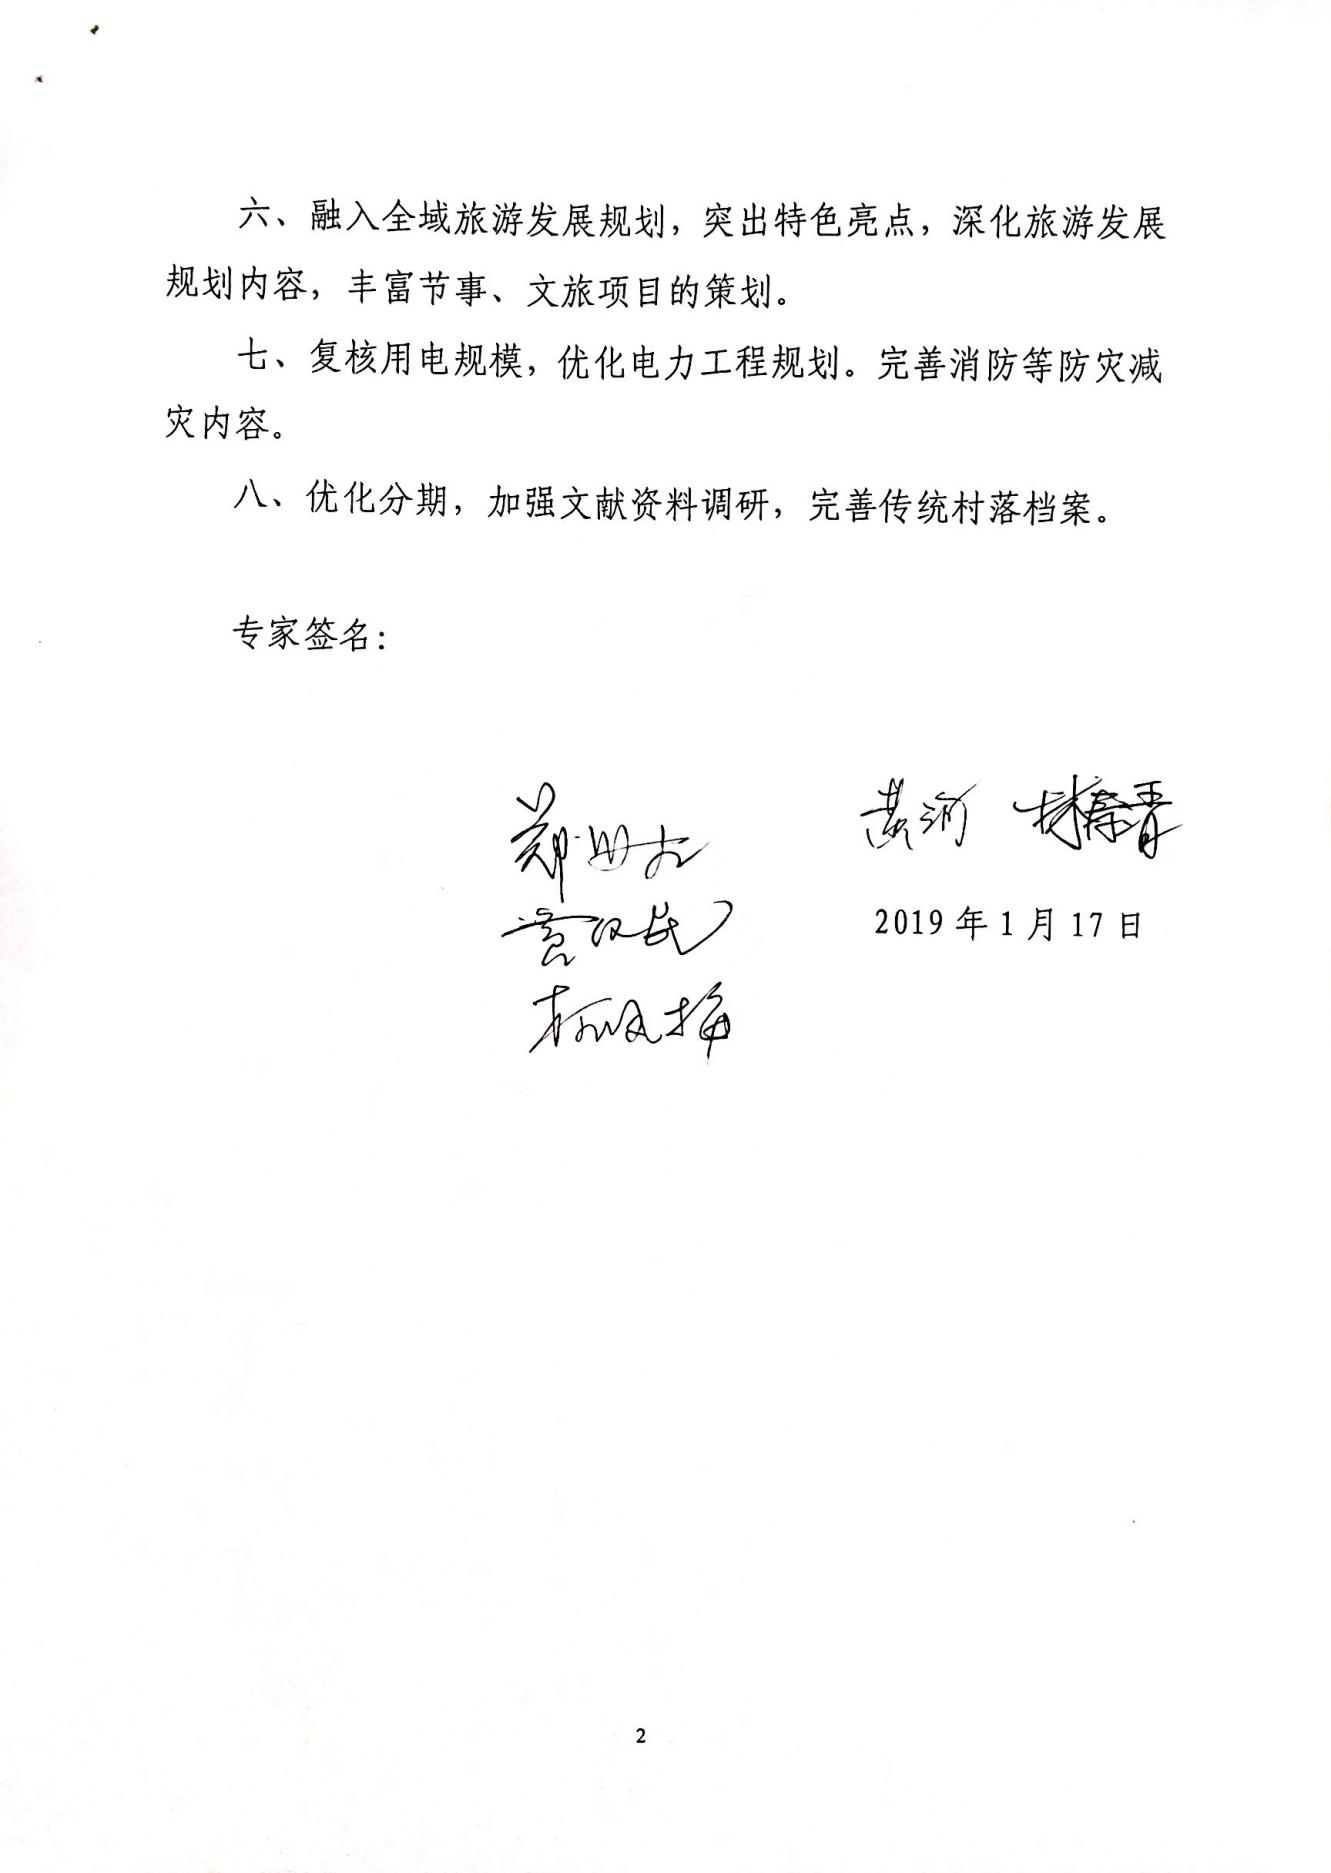 六、融入全域旅游发展规划，突出特色亮点，深化旅游发展
规划内容，丰富节事、文旅项目的策划。
七、复核用电规模，优化电力工程规划。完善消防等防灾减
灾内容。
八、优化分期，加强文献资料调研，完善传统村落档案。
专家签名：
黄河
黄汉民
2019年1月17日
2